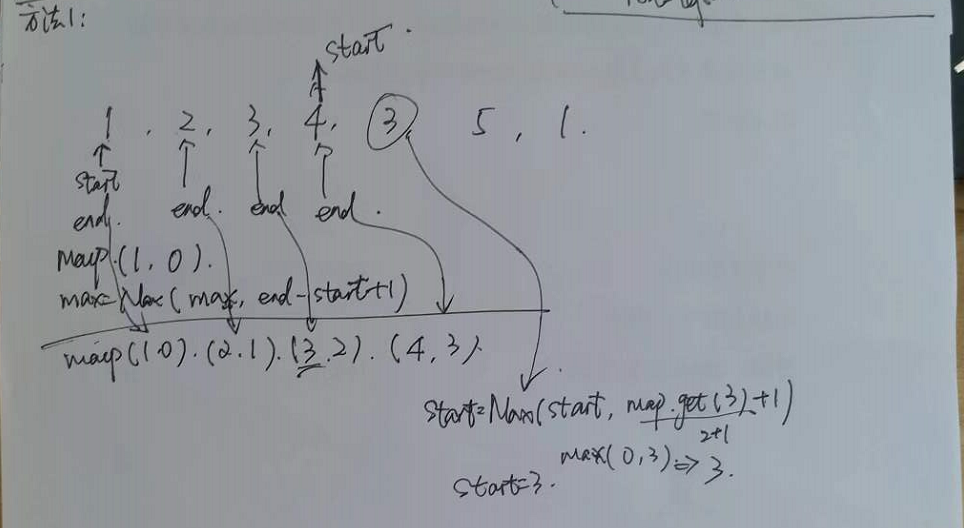 方法1:
start.
1, 2, 3, 4, 3, 5, 1.
start
end. end. end end.
map.(1,0).
max=Max(max, end-start+1)
map(1.0).(2.1).(3.2).(4,3).
start=Max(start, map.get(3)+1)
2+1
max(0,3)=>3.
start=3.